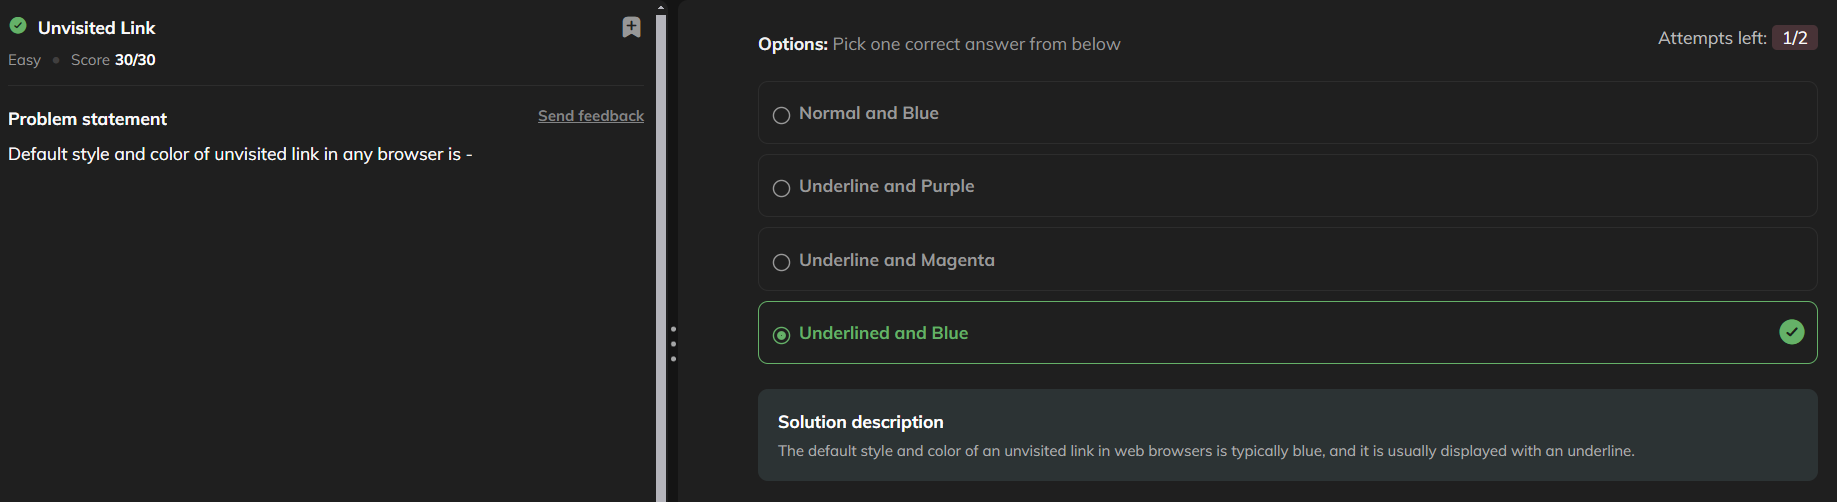 Unvisited Link
Easy • Score 30/30
Problem statement
Send feedback
Default style and color of unvisited link in any browser is -
Options: Pick one correct answer from below
Attempts left: 1/2
Normal and Blue
Underline and Purple
Underline and Magenta
Underlined and Blue
Solution description
The default style and color of an unvisited link in web browsers is typically blue, and it is usually displayed with an underline.